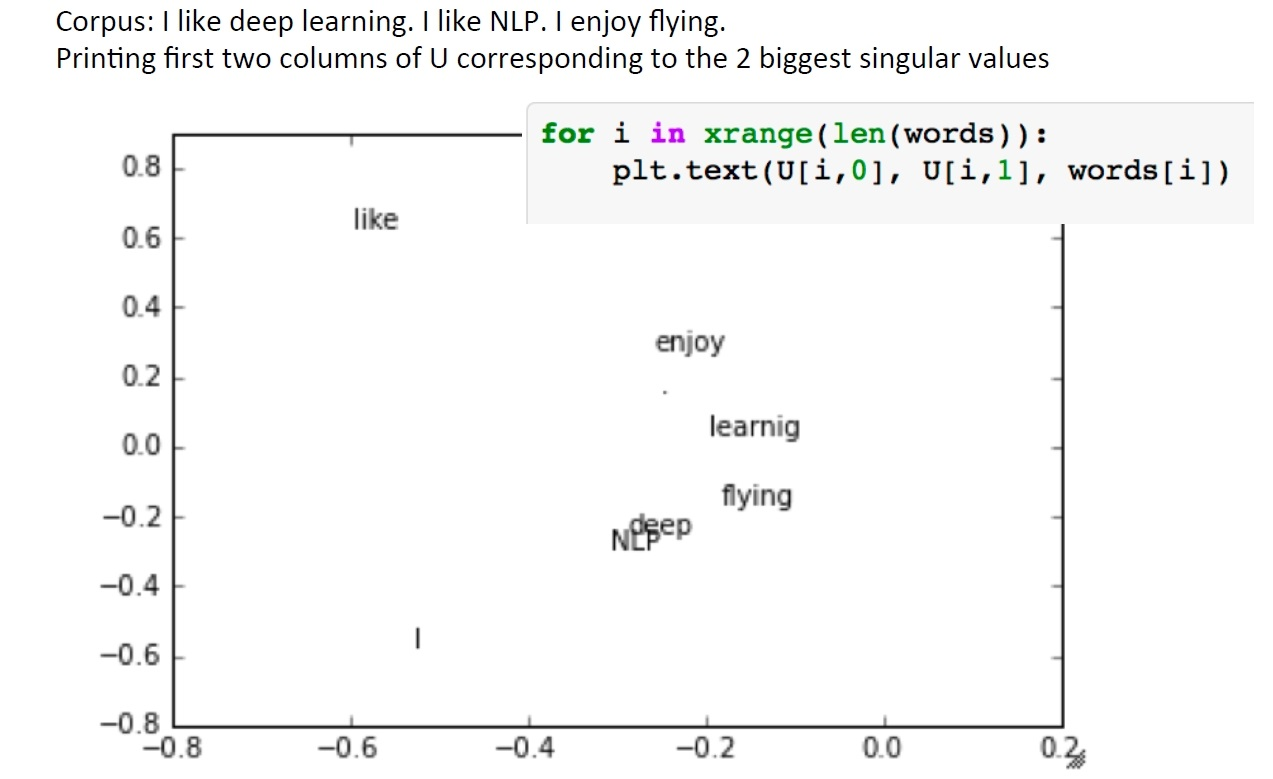 Corpus: I like deep learning. I like NLP. I enjoy flying.
Printing first two columns of U corresponding to the 2 biggest singular values
for i in xrange(len(words)):
    plt.text(U[i,0], U[i,1], words[i])
0.8
like
0.6
0.4
enjoy
0.2
.
learnig
0.0
flying
−0.2
deep
NLP
−0.4
I
−0.6
−0.8
−0.8 −0.6 −0.4 −0.2 0.0 0.2